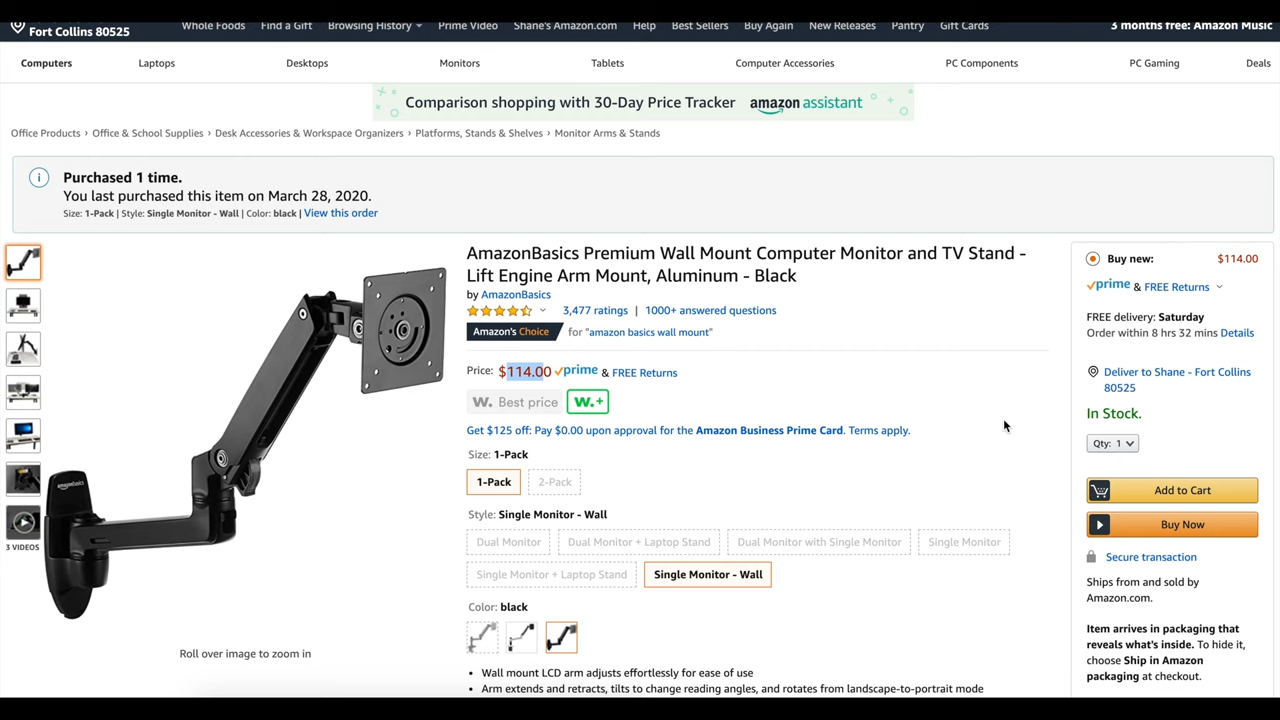 Fort Collins 80525
Whole Foods Find a Gift Browsing History Prime Video Shane's Amazon.com Help Best Sellers Buy Again New Releases Pantry Gift Cards
3 months free: Amazon Music
Computers Laptops Desktops Monitors Tablets Computer Accessories PC Components PC Gaming Deals
Comparison shopping with 30-Day Price Tracker amazon assistant
Office Products › Office & School Supplies › Desk Accessories & Workspace Organizers › Platforms, Stands & Shelves › Monitor Arms & Stands
i
Purchased 1 time.
You last purchased this item on March 28, 2020.
Size: 1-Pack | Style: Single Monitor - Wall | Color: black | View this order
3 VIDEOS
amazonbasics
Roll over image to zoom in
AmazonBasics Premium Wall Mount Computer Monitor and TV Stand -
Lift Engine Arm Mount, Aluminum - Black
by AmazonBasics
3,477 ratings | 1000+ answered questions
Amazon's Choice for "amazon basics wall mount"
Price: $114.00 prime & FREE Returns
W. Best price W.+
Get $125 off: Pay $0.00 upon approval for the Amazon Business Prime Card. Terms apply.
Size: 1-Pack
1-Pack 2-Pack
Style: Single Monitor - Wall
Dual Monitor Dual Monitor + Laptop Stand Dual Monitor with Single Monitor Single Monitor
Single Monitor + Laptop Stand Single Monitor - Wall
Color: black
• Wall mount LCD arm adjusts effortlessly for ease of use
• Arm extends and retracts, tilts to change reading angles, and rotates from landscape-to-portrait mode
Buy new: $114.00
prime & FREE Returns
FREE delivery: Saturday
Order within 8 hrs 32 mins Details
Deliver to Shane - Fort Collins
80525
In Stock.
Qty: 1
Add to Cart
Buy Now
Secure transaction
Ships from and sold by
Amazon.com.
Item arrives in packaging that
reveals what's inside. To hide it,
choose Ship in Amazon
packaging at checkout.